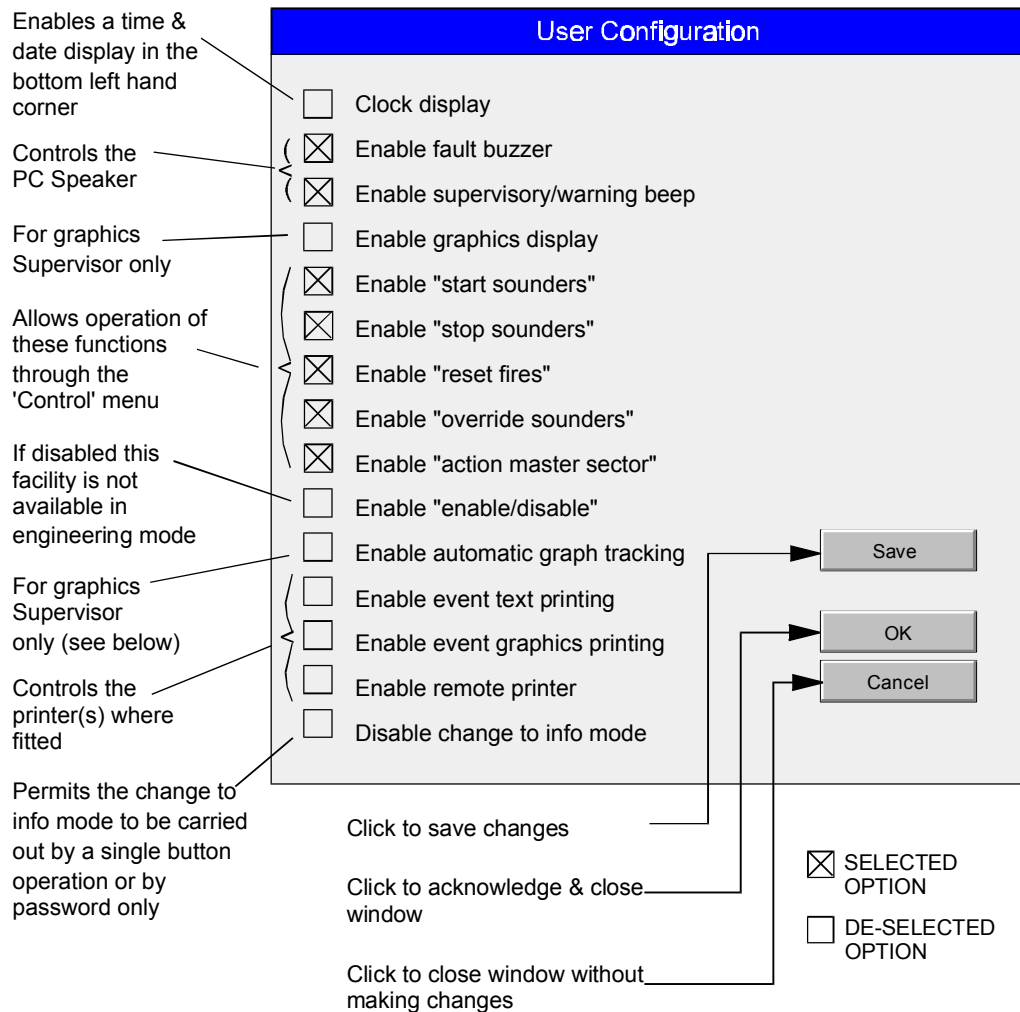 User Configuration
Enables a time &
date display in the
bottom left hand
corner
Controls the
PC Speaker
For graphics
Supervisor only
Allows operation of
these functions
through the
'Control' menu
If disabled this
facility is not
available in
engineering mode
For graphics
Supervisor
only (see below)
Controls the
printer(s) where
fitted
Permits the change to
info mode to be carried
out by a single button
operation or by
password only
Clock display
Enable fault buzzer
Enable supervisory/warning beep
Enable graphics display
Enable "start sounders"
Enable "stop sounders"
Enable "reset fires"
Enable "override sounders"
Enable "action master sector"
Enable "enable/disable"
Enable automatic graph tracking
Enable event text printing
Enable event graphics printing
Enable remote printer
Disable change to info mode
Save
OK
Cancel
Click to save changes
Click to acknowledge & close
window
Click to close window without
making changes
SELECTED
OPTION
DE-SELECTED
OPTION